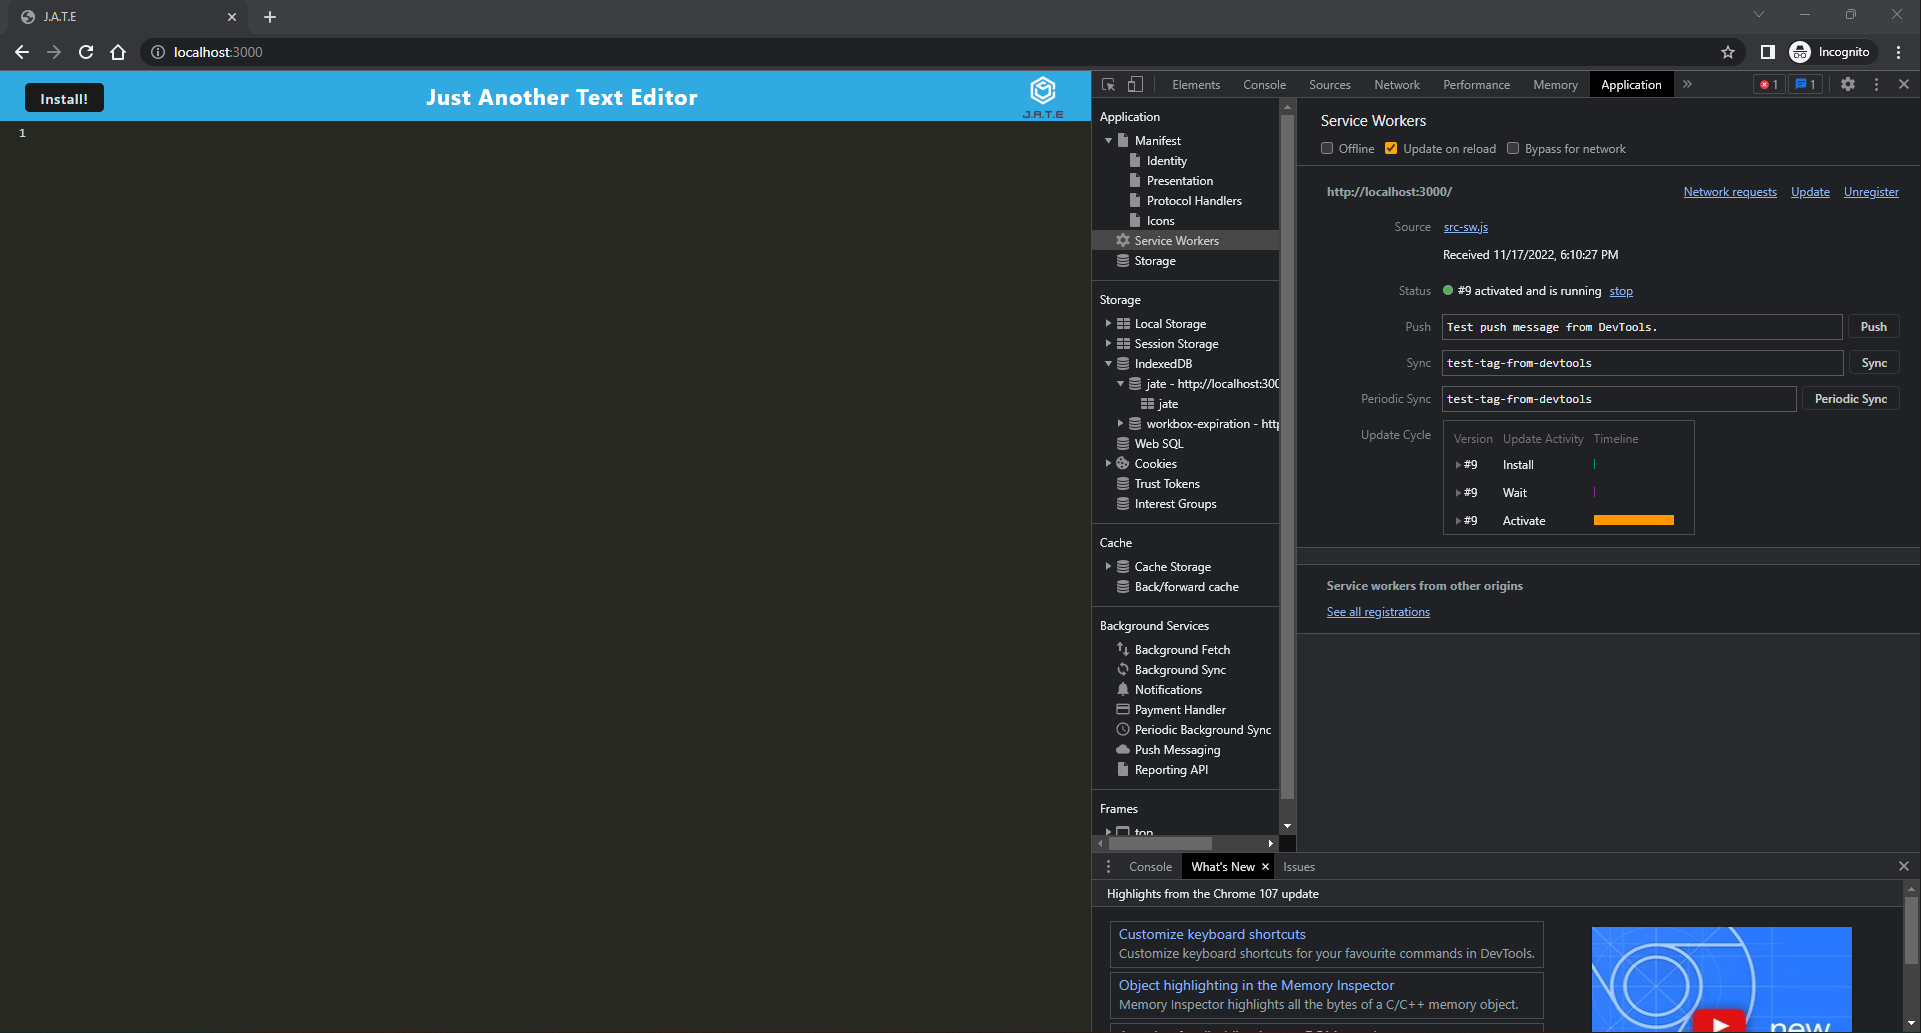 J.A.T.E
localhost:3000
Incognito
Install!
Just Another Text Editor
J.A.T.E
1
Elements Console Sources Network Performance Memory Application
1 1
Application
Manifest
Identity
Presentation
Protocol Handlers
Icons
Service Workers
Storage
Storage
Local Storage
Session Storage
IndexedDB
jate - http://localhost:300
jate
workbox-expiration - http
Web SQL
Cookies
Trust Tokens
Interest Groups
Cache
Cache Storage
Back/forward cache
Background Services
Background Fetch
Background Sync
Notifications
Payment Handler
Periodic Background Sync
Push Messaging
Reporting API
Frames
top
Service Workers
Offline Update on reload Bypass for network
http://localhost:3000/ Network requests Update Unregister
Source src-sw.js
Received 11/17/2022, 6:10:27 PM
Status #9 activated and is running stop
Push Test push message from DevTools. Push
Sync test-tag-from-devtools Sync
Periodic Sync test-tag-from-devtools Periodic Sync
Update Cycle Version Update Activity Timeline
#9 Install
#9 Wait
#9 Activate
Service workers from other origins
See all registrations
Console What's New Issues
Highlights from the Chrome 107 update
Customize keyboard shortcuts
Customize keyboard shortcuts for your favourite commands in DevTools.
Object highlighting in the Memory Inspector
Memory Inspector highlights all the bytes of a C/C++ memory object.
new